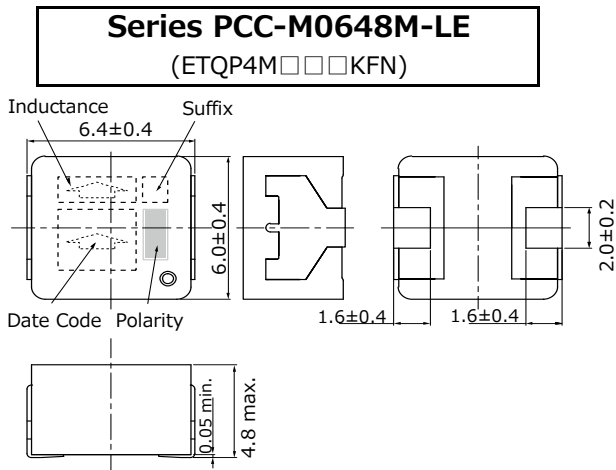 Series PCC-M0648M-LE
(ETQP4M□□□KFN)
Inductance
Suffix
6.4±0.4
6.0±0.4
2.0±0.2
Date Code
Polarity
1.6±0.4
1.6±0.4
0.05 min.
4.8 max.